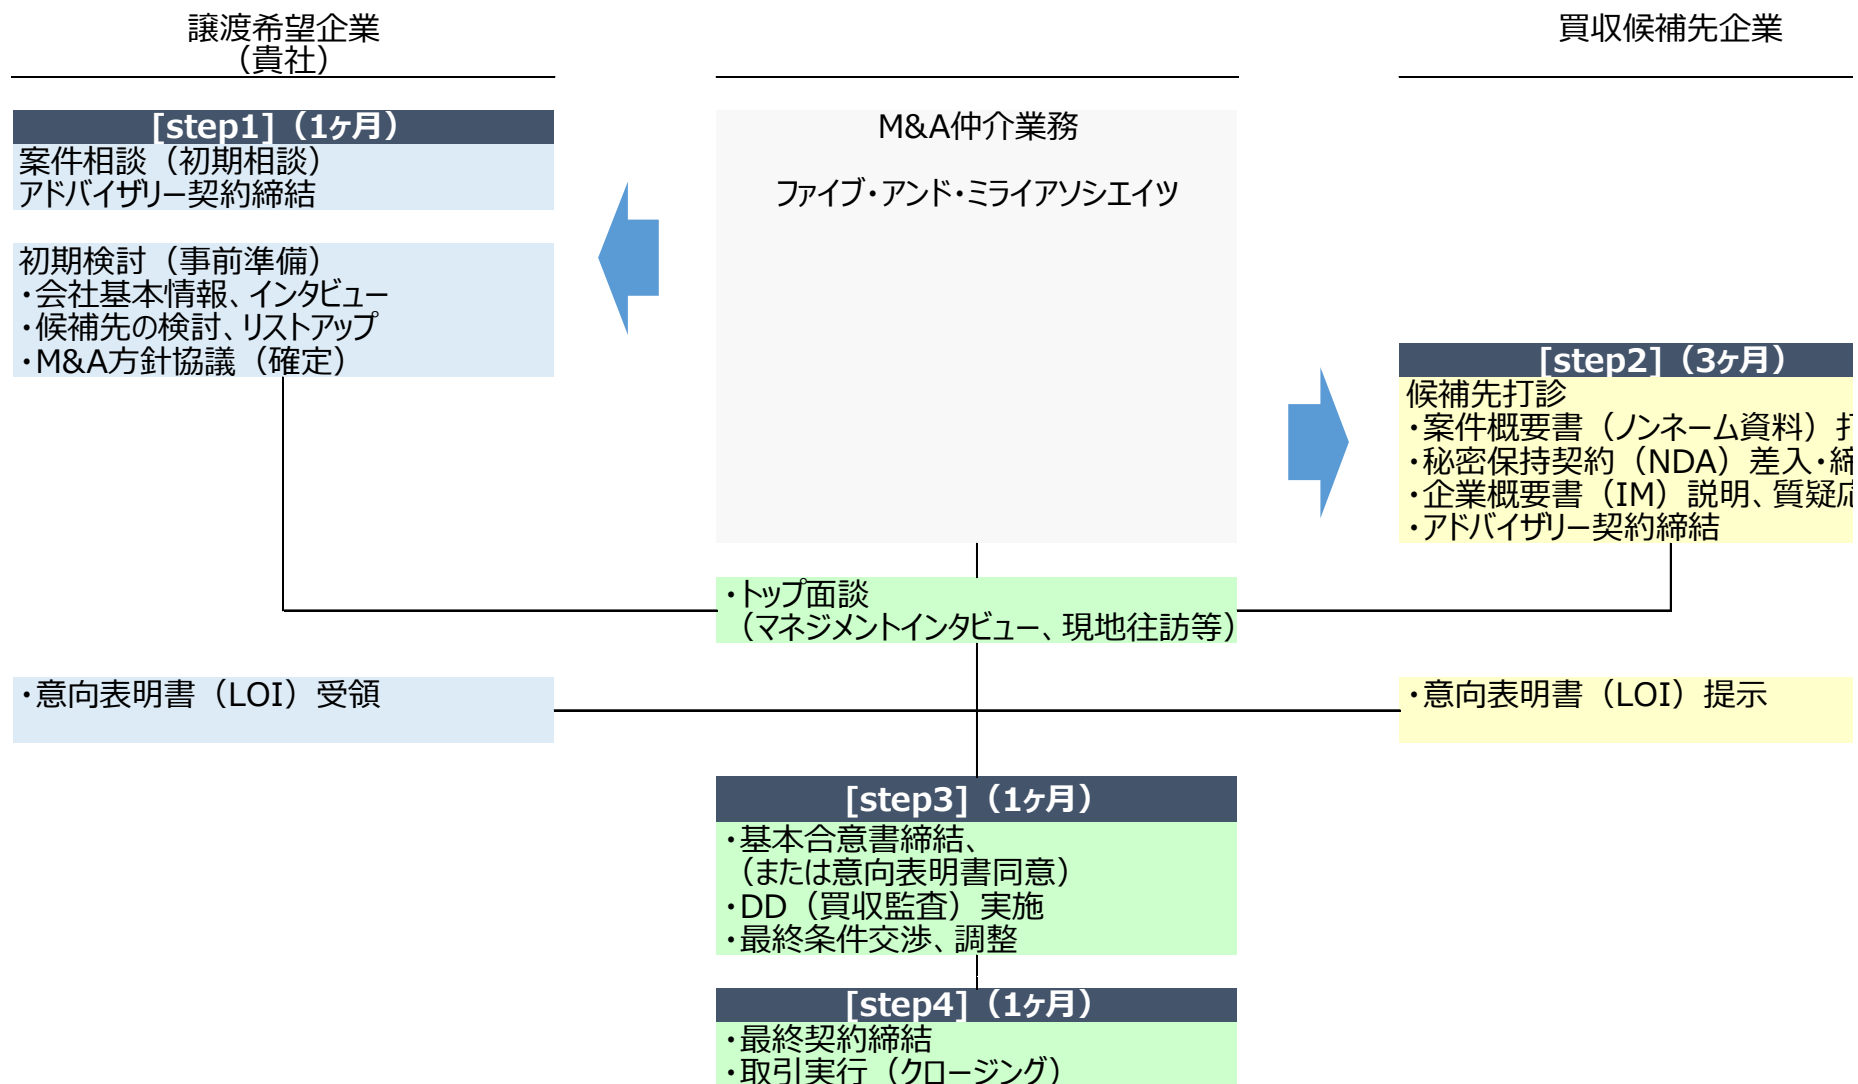 譲渡希望企業
（貴社）
買収候補先企業
[step1]（1ヶ月）
案件相談（初期相談）
アドバイザリー契約締結
初期検討（事前準備）
・会社基本情報、インタビュー
・候補先の検討、リストアップ
・M&A方針協議（確定）
M&A仲介業務
ファイブ・アンド・ミライアソシエイツ
[step2]（3ヶ月）
候補先打診
・案件概要書（ノンネーム資料）
・秘密保持契約（NDA）差入・締
・企業概要書（IM）説明、質疑応
・アドバイザリー契約締結
・トップ面談
（マネジメントインタビュー、現地往訪等）
・意向表明書（LOI）受領
・意向表明書（LOI）提示
[step3]（1ヶ月）
・基本合意書締結、
（または意向表明書同意）
・DD（買収監査）実施
・最終条件交渉、調整
[step4]（1ヶ月）
・最終契約締結
・取引実行（クロージング）